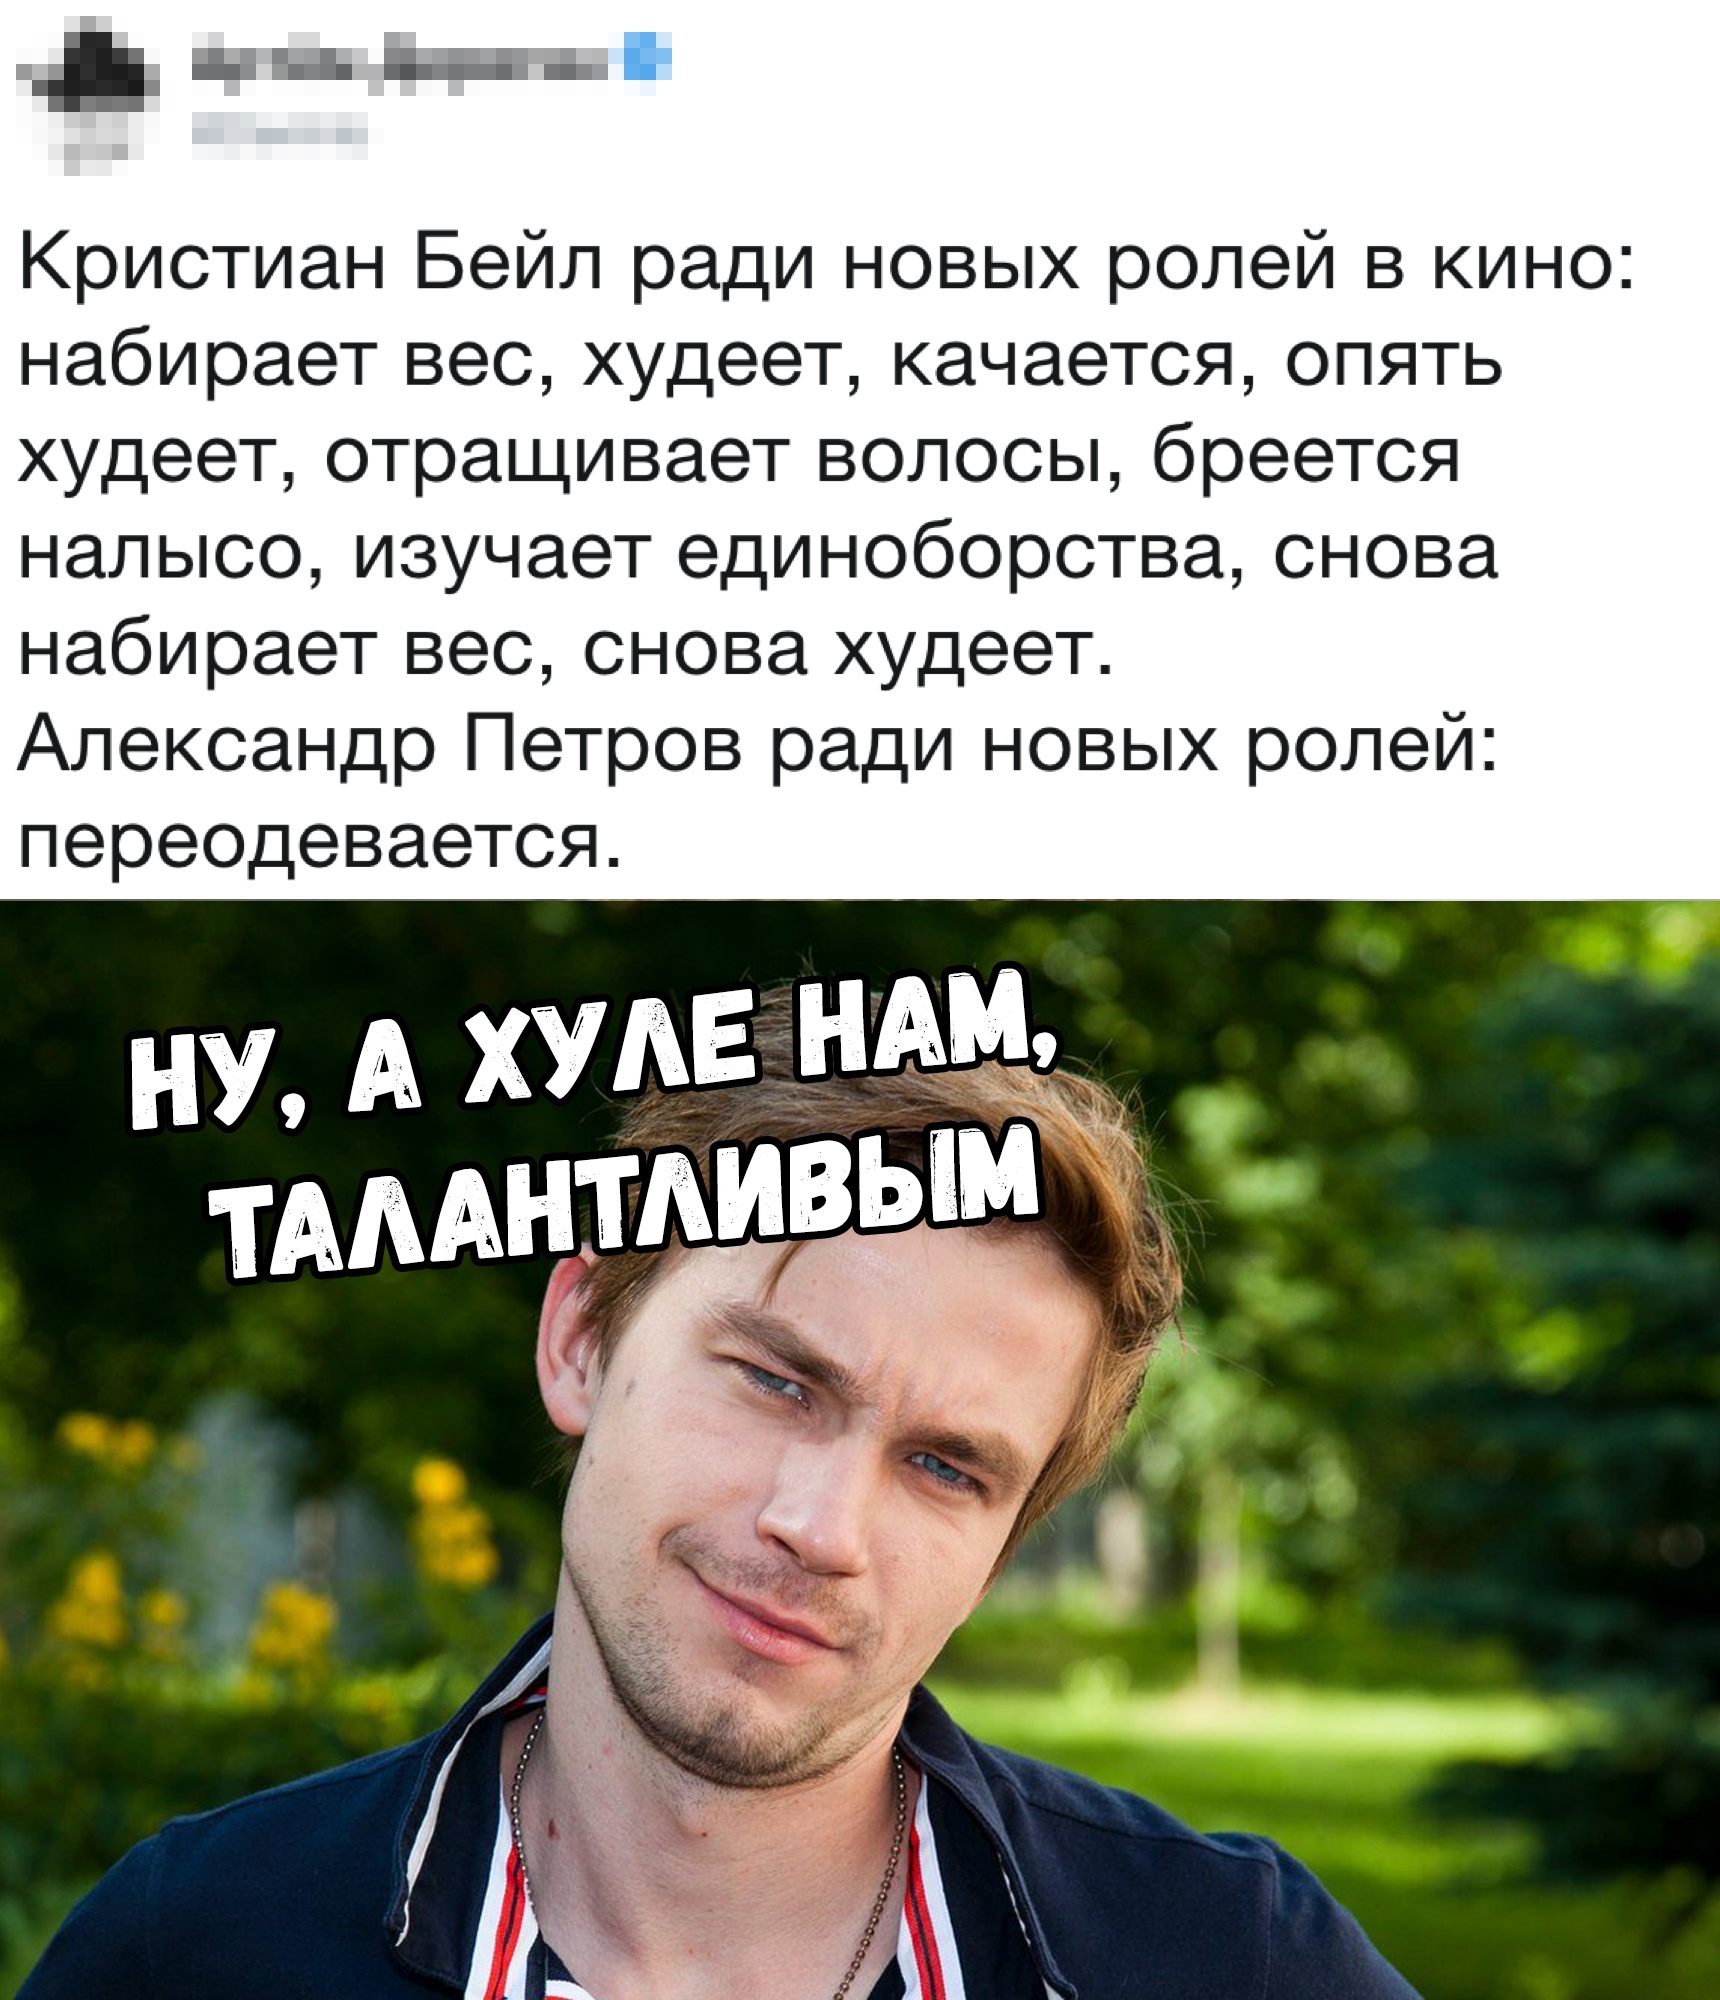 Кристиан Бейл ради новых ролей в кино:
набирает вес, худеет, качается, опять
худеет, отращивает волосы, бреется
налысо, изучает единоборства, снова
набирает вес, снова худеет.
Александр Петров ради новых ролей:
переодевается.
НУ, А ХУЛЕ НАМ,
ТАЛАНТЛИВЫМ